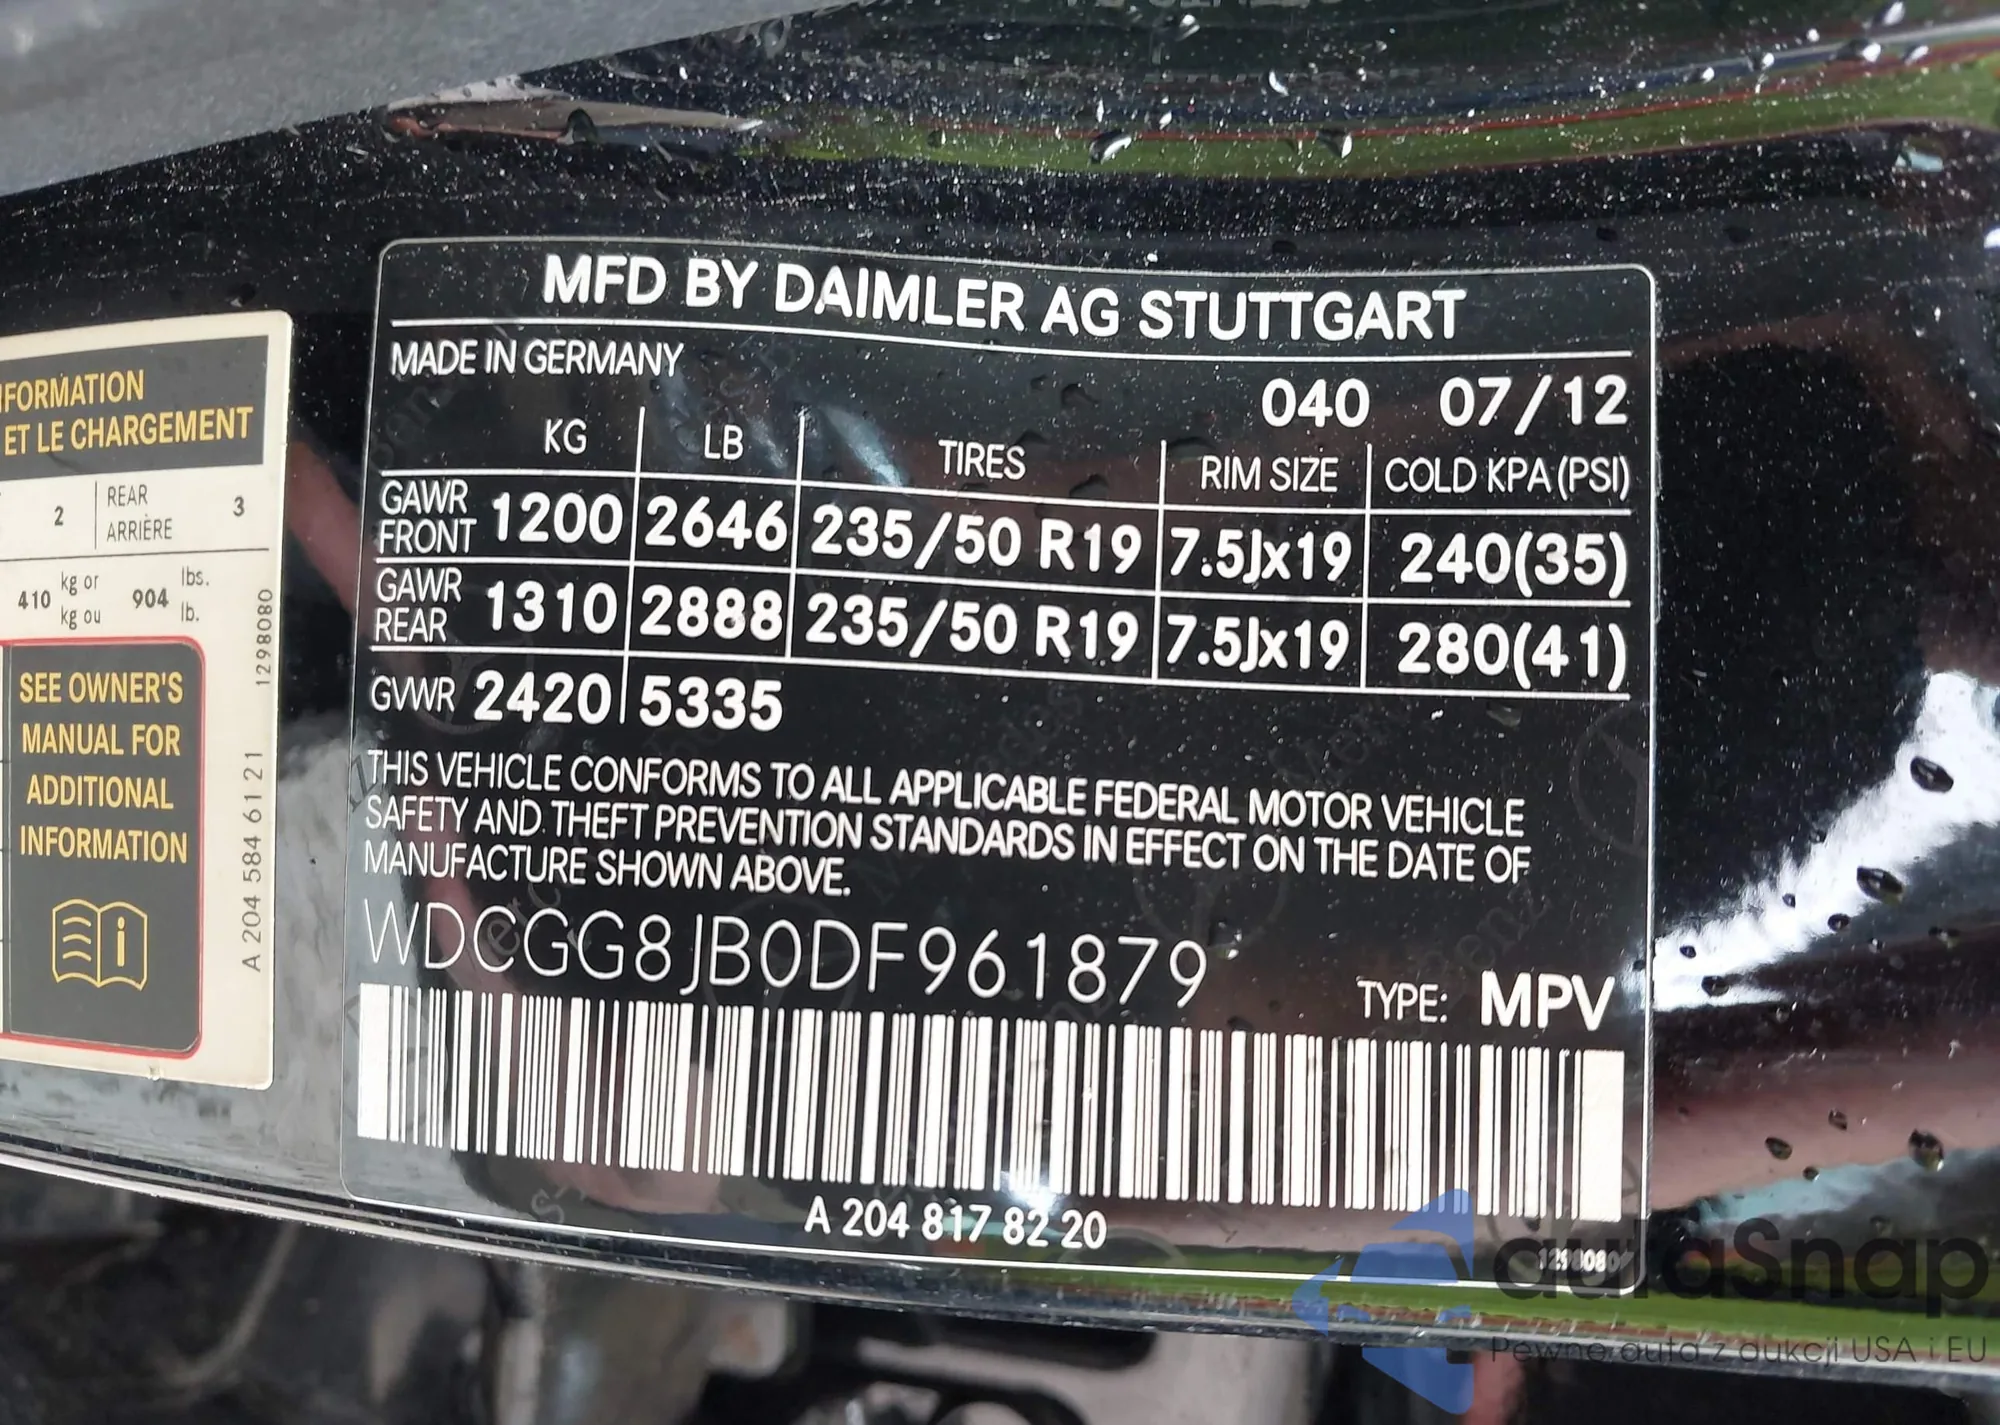 NFORMATION
ET LE CHARGEMENT
2 REAR ARRIÈRE 3
410 kg or kg ou 904 lbs. lb.
SEE OWNER'S
MANUAL FOR
ADDITIONAL
INFORMATION
A 204 584 61 21 1298080
MFD BY DAIMLER AG STUTTGART
MADE IN GERMANY
040 07/12
KG LB TIRES RIM SIZE COLD KPA (PSI)
GAWR FRONT 1200 2646 235/50 R19 7.5Jx19 240(35)
GAWR REAR 1310 2888 235/50 R19 7.5Jx19 280(41)
GVWR 2420 5335
THIS VEHICLE CONFORMS TO ALL APPLICABLE FEDERAL MOTOR VEHICLE
SAFETY AND THEFT PREVENTION STANDARDS IN EFFECT ON THE DATE OF
MANUFACTURE SHOWN ABOVE.
WDCGG8JB0DF961879
TYPE: MPV
A 204 817 82 20
autaSnap
Pewne auta z aukcji USA i EU